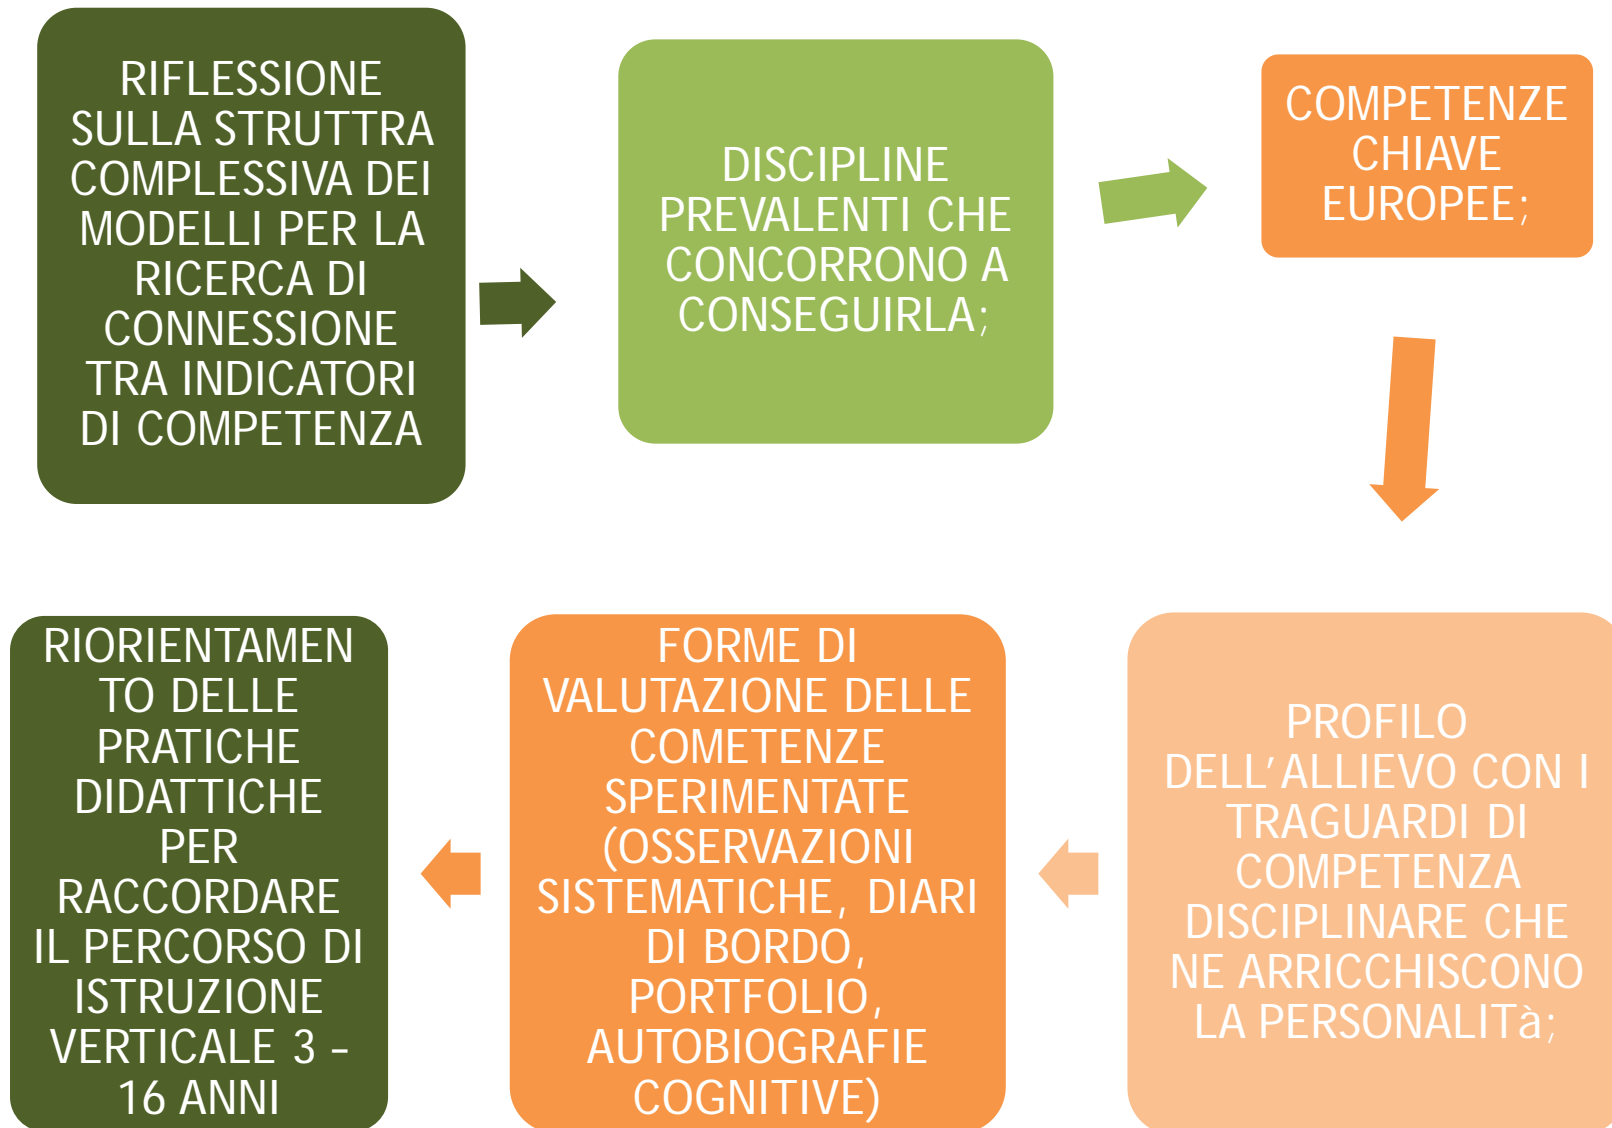 RIFLESSIONE
SULLA STRUTTRA
COMPLESSIVA DEI
MODELLI PER LA
RICERCA DI
CONNESSIONE
TRA INDICATORI
DI COMPETENZA
DISCIPLINE
PREVALENTI CHE
CONCORRONO A
CONSEGUIRLA;
COMPETENZE
CHIAVE
EUROPEE;
PROFILO
DELL’ALLIEVO CON I
TRAGUARDI DI
COMPETENZA
DISCIPLINARE CHE
NE ARRICCHISCONO
LA PERSONALITà;
FORME DI
VALUTAZIONE DELLE
COMETENZE
SPERIMENTATE
(OSSERVAZIONI
SISTEMATICHE, DIARI
DI BORDO,
PORTFOLIO,
AUTOBIOGRAFIE
COGNITIVE)
RIORIENTAMEN
TO DELLE
PRATICHE
DIDATTICHE
PER
RACCORDARE
IL PERCORSO DI
ISTRUZIONE
VERTICALE 3 –
16 ANNI